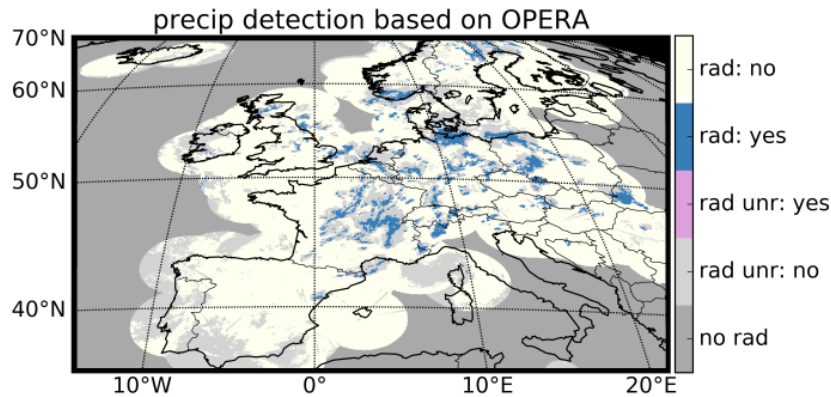 precip detection based on OPERA
70°N
60°N
50°N
40°N
10°W
0°
10°E
20°E
rad: no
rad: yes
rad unr: yes
rad unr: no
no rad